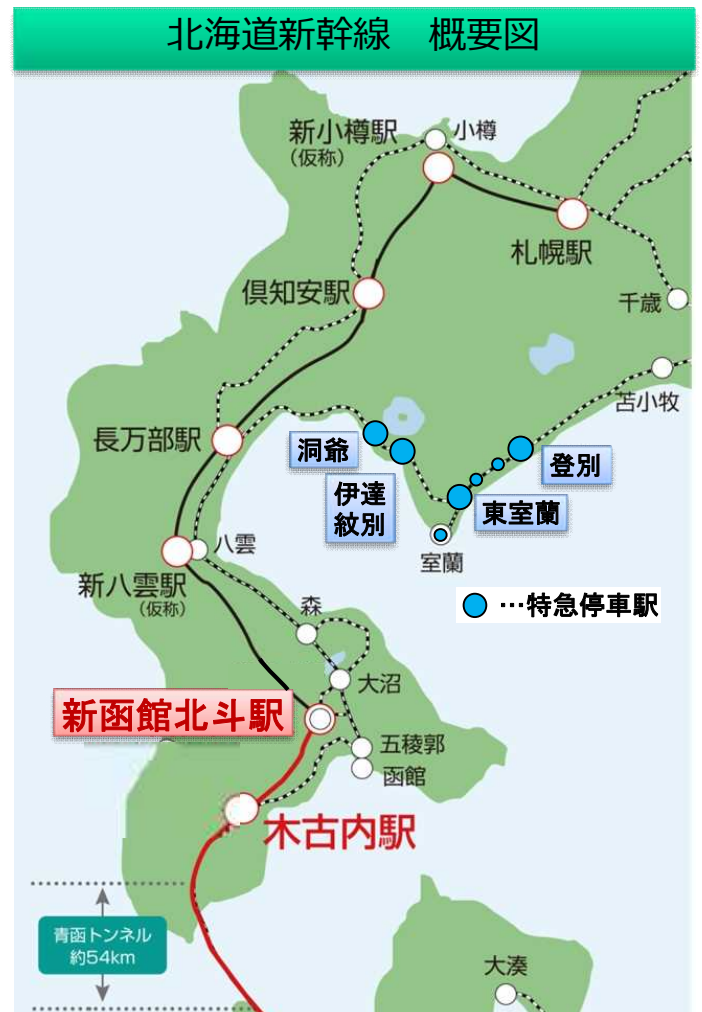 北海道新幹線　概要図
新小樽駅
（仮称）
小樽
札幌駅
倶知安駅
千歳
苫小牧
長万部駅
洞爺
伊達
紋別
登別
東室蘭
室蘭
八雲
新八雲駅
（仮称）
…特急停車駅
森
大沼
新函館北斗駅
五稜郭
函館
木古内駅
青函トンネル
約54km
大湊